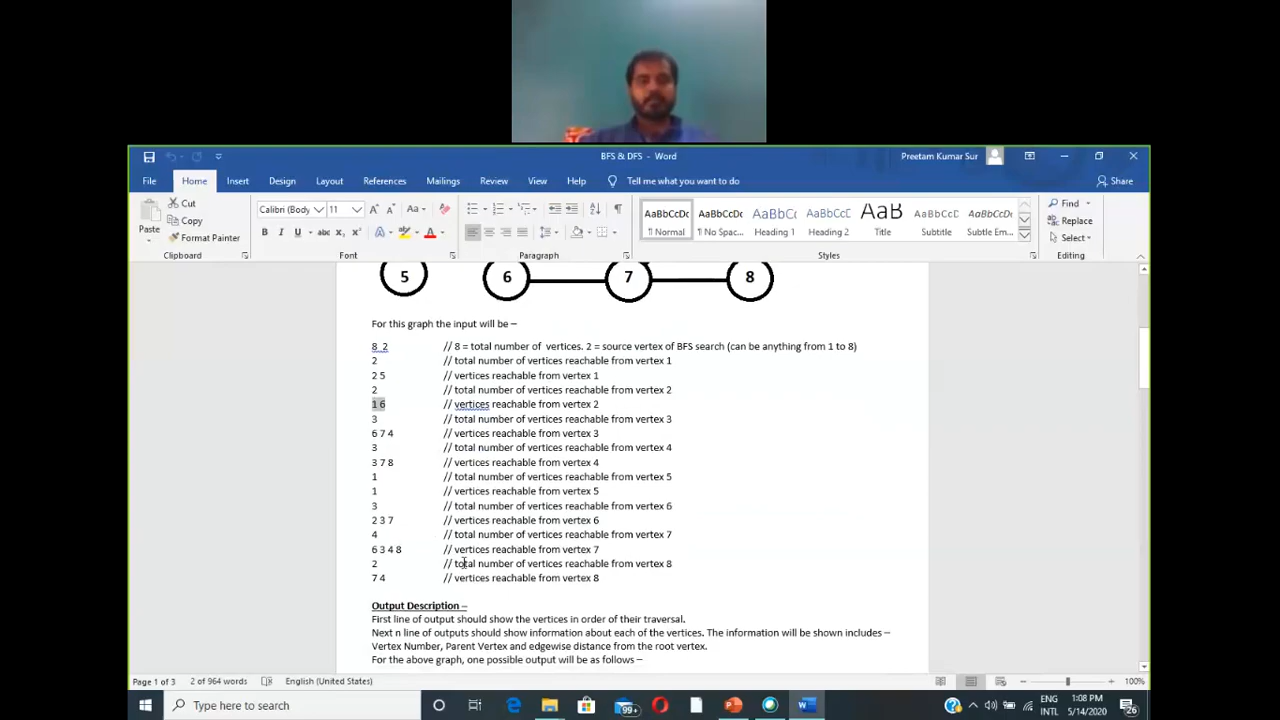 BFS & DFS - Word
Preetam Kumar Sur
File Home Insert Design Layout References Mailings Review View Help Tell me what you want to do Share
Cut
Copy
Format Painter
Paste
Clipboard
Calibri (Body 11
Font
Paragraph
AaBbCcDc AaBbCcDc AaBbCc AaBbCcC AaB AaBbCcC AaBbCcDc
¶ Normal ¶ No Spac... Heading 1 Heading 2 Title Subtitle Subtle Em...
Styles
Find
Replace
Select
Editing
5 6 7 8
For this graph the input will be –
8 2 // 8 = total number of vertices. 2 = source vertex of BFS search (can be anything from 1 to 8)
2 // total number of vertices reachable from vertex 1
2 5 // vertices reachable from vertex 1
2 // total number of vertices reachable from vertex 2
1 6 // vertices reachable from vertex 2
3 // total number of vertices reachable from vertex 3
6 7 4 // vertices reachable from vertex 3
3 // total number of vertices reachable from vertex 4
3 7 8 // vertices reachable from vertex 4
1 // total number of vertices reachable from vertex 5
1 // vertices reachable from vertex 5
3 // total number of vertices reachable from vertex 6
2 3 7 // vertices reachable from vertex 6
4 // total number of vertices reachable from vertex 7
6 3 4 8 // vertices reachable from vertex 7
2 // total number of vertices reachable from vertex 8
7 4 // vertices reachable from vertex 8
Output Description –
First line of output should show the vertices in order of their traversal.
Next n line of outputs should show information about each of the vertices. The information will be shown includes –
Vertex Number, Parent Vertex and edgewise distance from the root vertex.
For the above graph, one possible output will be as follows –
Page 1 of 3 2 of 964 words English (United States) 100%
Type here to search
99+
ENG
INTL
1:08 PM
5/14/2020
26